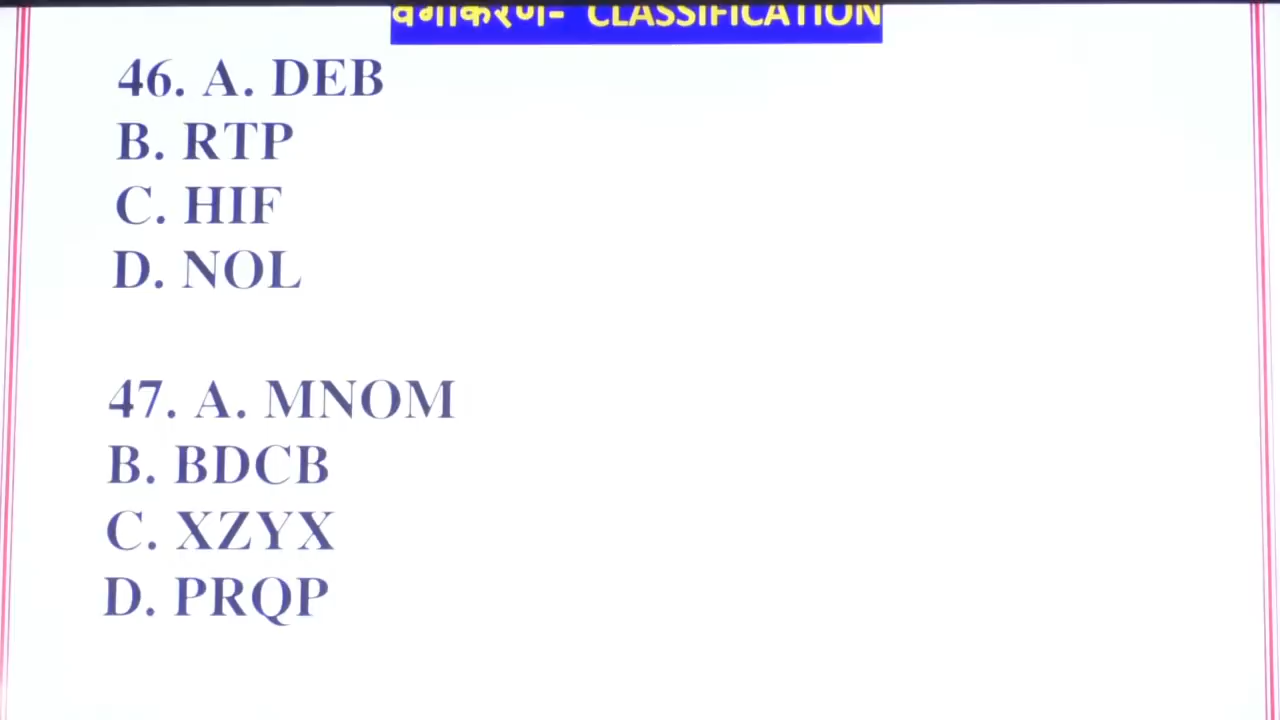 वर्गीकरण- CLASSIFICATION
46. A. DEB
B. RTP
C. HIF
D. NOL
47. A. MNOM
B. BDCB
C. XZYX
D. PRQP